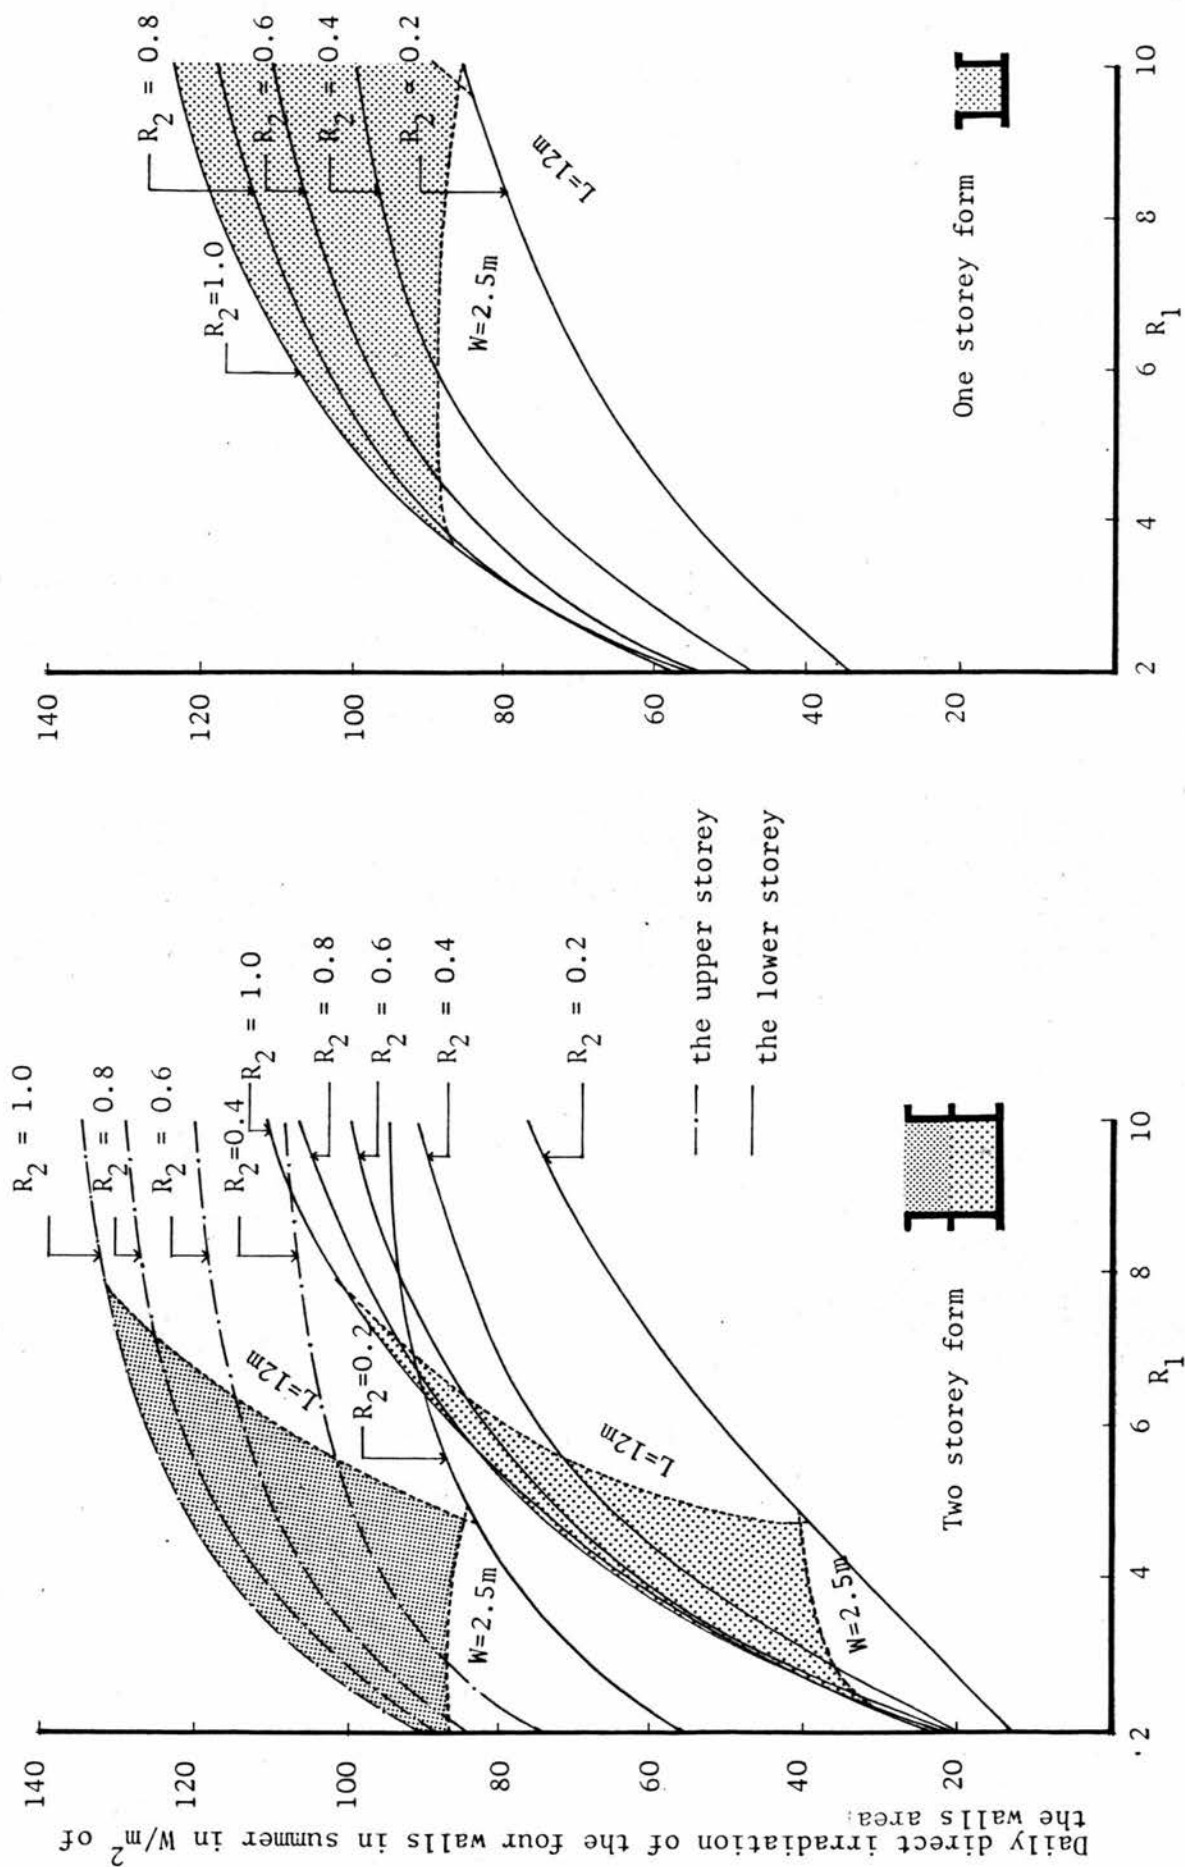 Daily direct irradiation of the four walls in summer in W/m² of
the walls area.
140
120
100
80
60
40
20
2
4
6
8
10
R₁
R₂ = 1.0
R₂ = 0.8
R₂ = 0.6
R₂=0.4
R₂ = 1.0
R₂ = 0.8
R₂ = 0.6
R₂ = 0.4
R₂ = 0.2
R₂=0.2
L=12m
W=2.5m
L=12m
W=2.5m
the upper storey
the lower storey
Two storey form
140
120
100
80
60
40
20
2
4
6
8
10
R₁
R₂=1.0
R₂ = 0.8
R₂ = 0.6
R₂ = 0.4
R₂ = 0.2
W=2.5m
L=12m
One storey form